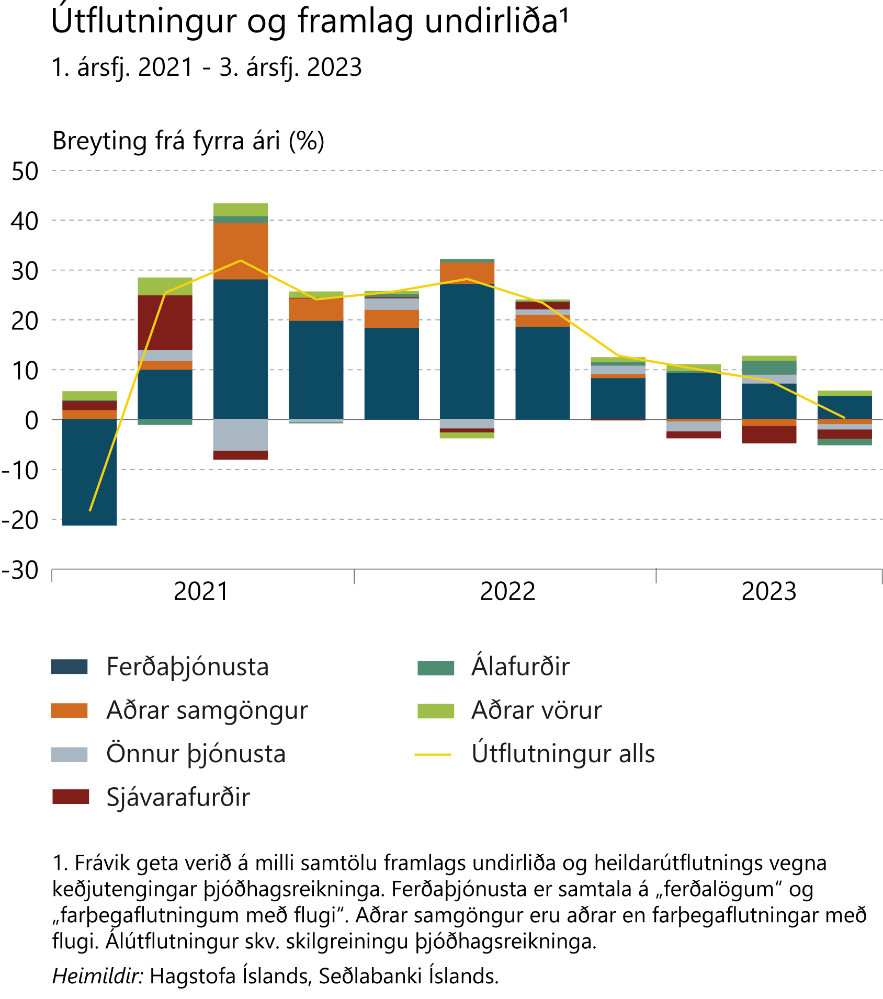 Útflutningur og framlag undirliða¹
1. ársfj. 2021 - 3. ársfj. 2023
Breyting frá fyrra ári (%)
50
40
30
20
10
0
-10
-20
-30
2021 2022 2023
Ferðaþjónusta
Aðrar samgöngur
Önnur þjónusta
Sjávarafurðir
Álafurðir
Aðrar vörur
Útflutningur alls
1. Frávik geta verið á milli samtölu framlags undirliða og heildarútflutnings vegna
keðjutengingar þjóðhagsreikninga. Ferðaþjónusta er samtala á „ferðalögum“ og
„farþegaflutningum með flugi“. Aðrar samgöngur eru aðrar en farþegaflutningar með
flugi. Álútflutningur skv. skilgreiningu þjóðhagsreikninga.
Heimildir: Hagstofa Íslands, Seðlabanki Íslands.